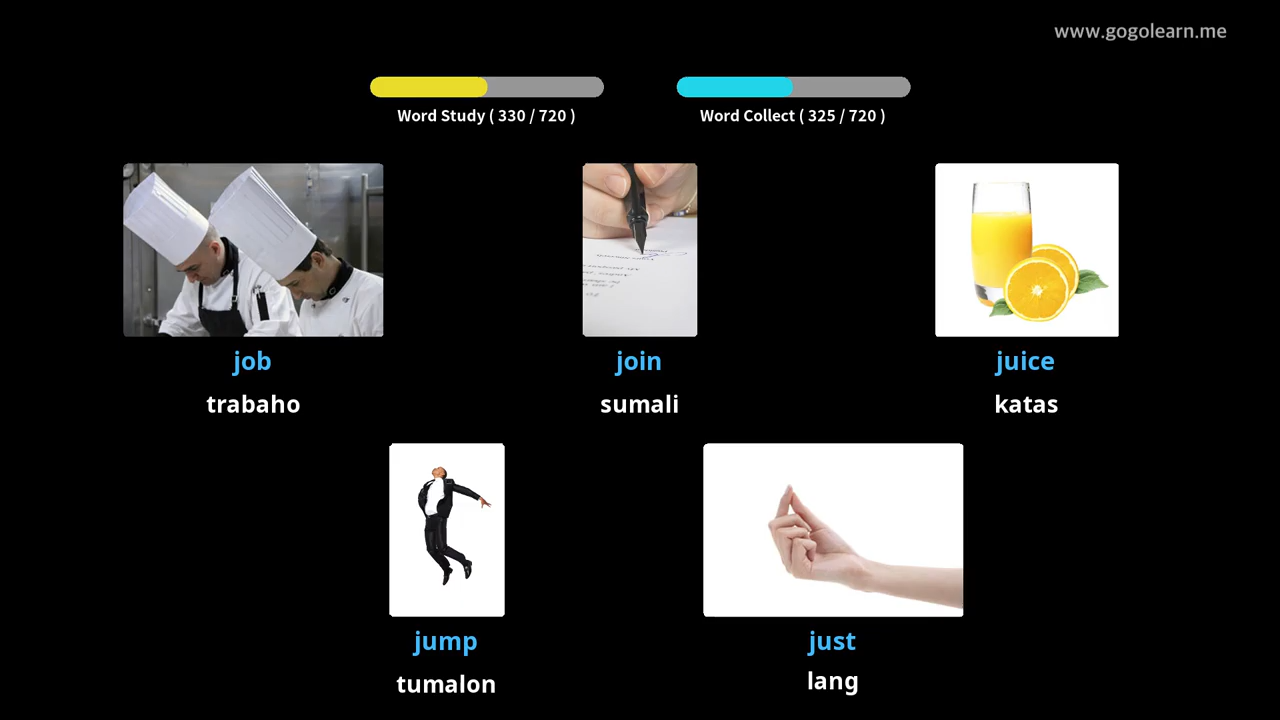 www.gogolearn.me
Word Study ( 330 / 720 )
Word Collect ( 325 / 720 )
job
join
juice
trabaho
sumali
katas
jump
just
tumalon
lang